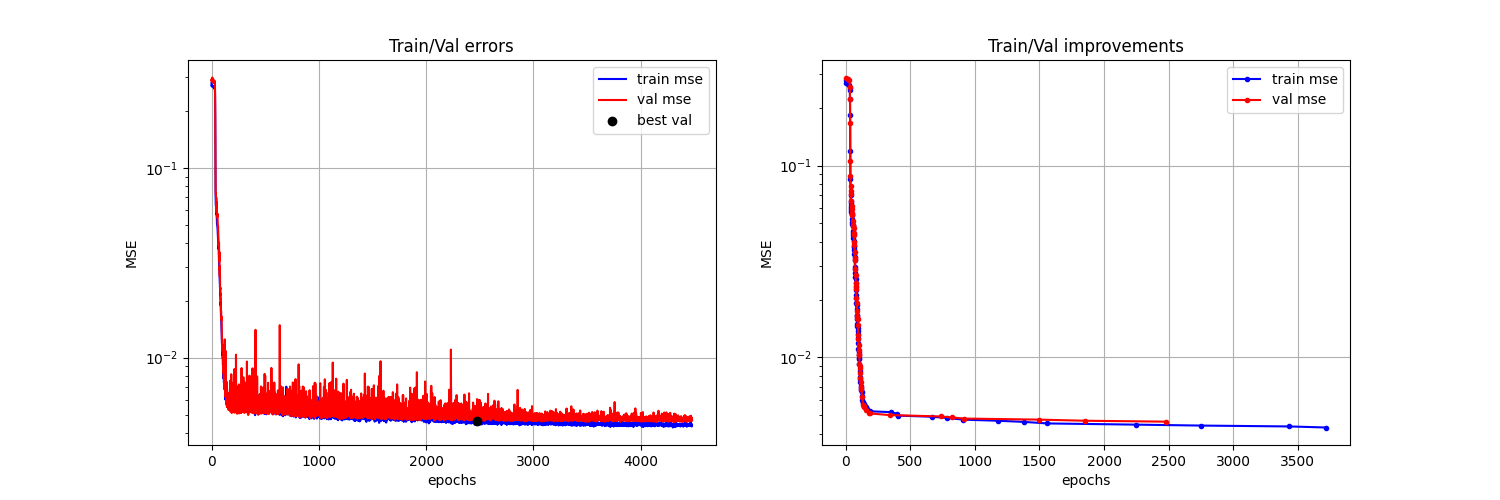 Train/Val errors
train mse
val mse
best val
MSE
10⁻¹
10⁻²
0 1000 2000 3000 4000
epochs
Train/Val improvements
train mse
val mse
MSE
10⁻¹
10⁻²
0 500 1000 1500 2000 2500 3000 3500
epochs